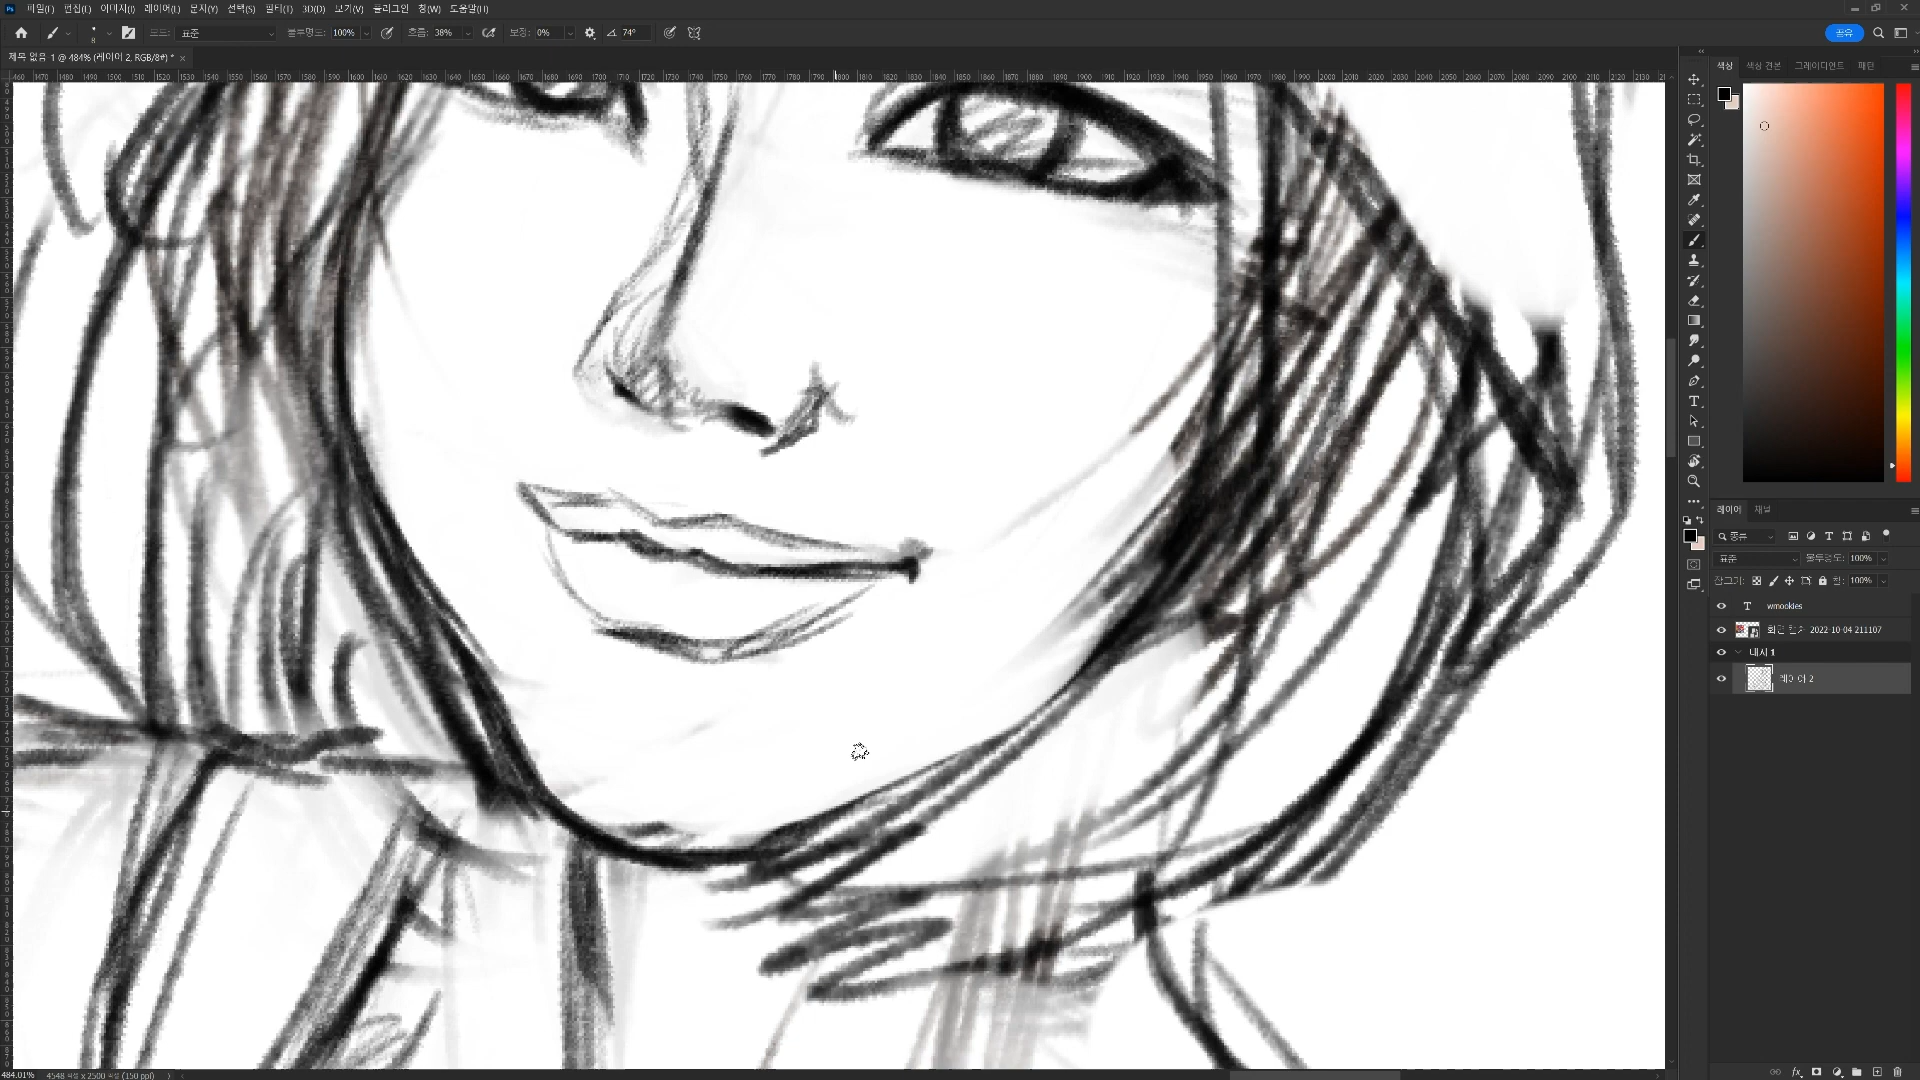 파일(F) 편집(E) 이미지(I) 레이어(L) 문자(Y) 선택(S) 필터(T) 3D(D) 보기(V) 플러그인 창(W) 도움말(H)
8 모드: 표준 불투명도: 100% 흐름: 38% 보정: 0% 74° 공유
제목 없음 1 @ 484% (레이어 2, RGB/8#) *
색상 색상 견본 그레이디언트 패턴
레이어 채널
종류
표준 불투명도: 100%
잠그기: 칠: 100%
wmookies
화면 캡처 2022-10-04 211107
대지 1
레이어 2
484.01% 4548 픽셀 x 2500 픽셀 (150 ppi)